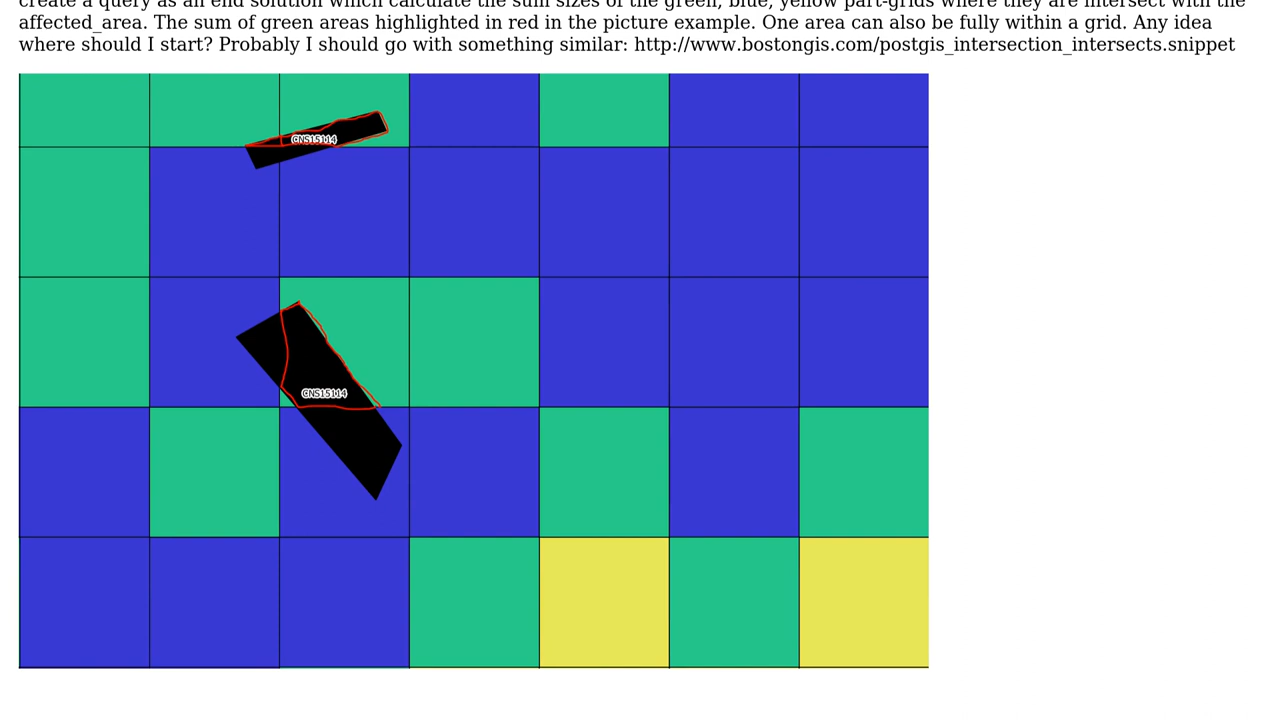 create a query as an end solution which calculate the sum sizes of the green, blue, yellow part-grids where they are intersect with the
affected_area. The sum of green areas highlighted in red in the picture example. One area can also be fully within a grid. Any idea
where should I start? Probably I should go with something similar: http://www.bostongis.com/postgis_intersection_intersects.snippet
CNS15114
CNS15114